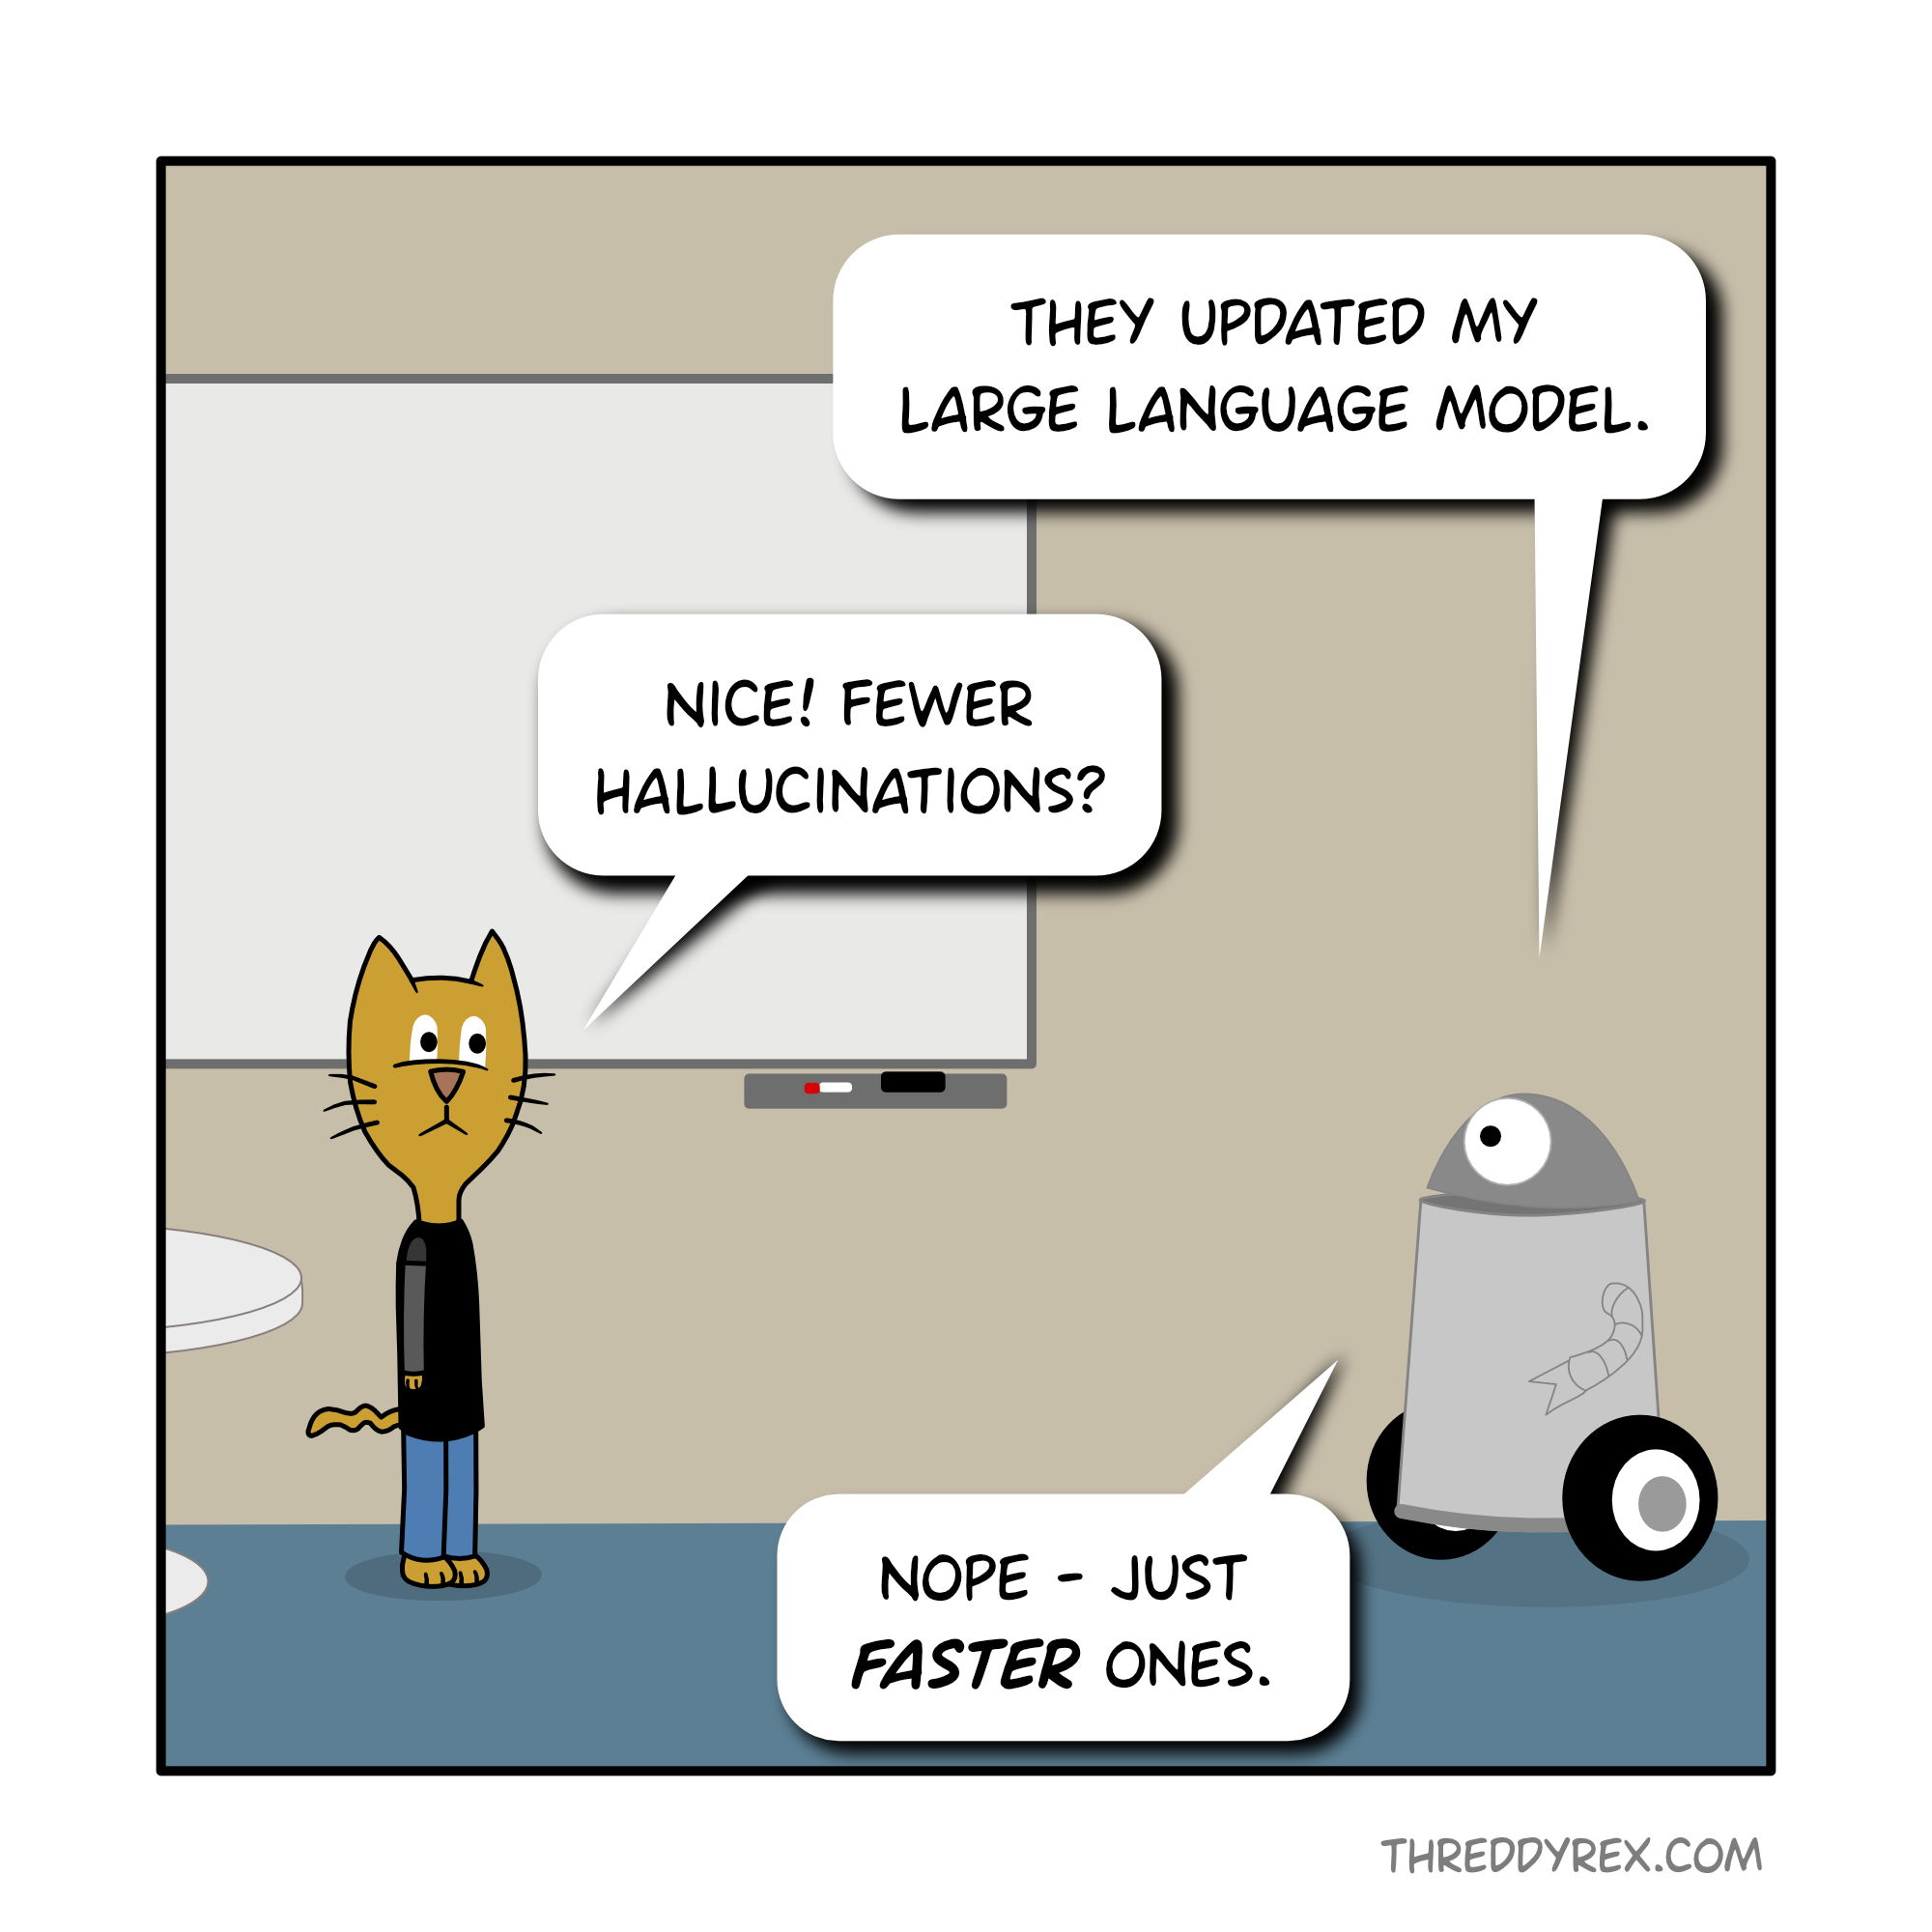 THEY UPDATED MY
LARGE LANGUAGE MODEL.
NICE! FEWER
HALLUCINATIONS?
NOPE - JUST
FASTER ONES.
THREDDYREX.COM